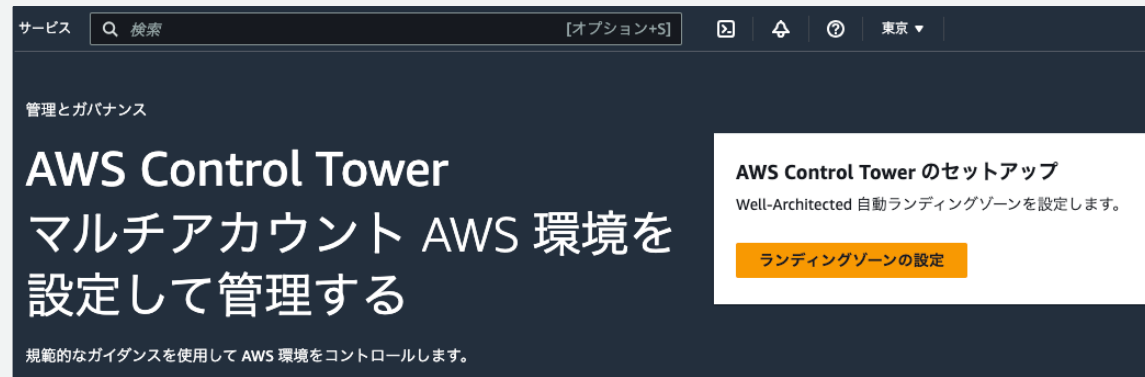 サービス 検索 [オプション+S] 東京
管理とガバナンス
AWS Control Tower
マルチアカウント AWS 環境を
設定して管理する
規範的なガイダンスを使用して AWS 環境をコントロールします。
AWS Control Tower のセットアップ
Well-Architected 自動ランディングゾーンを設定します。
ランディングゾーンの設定